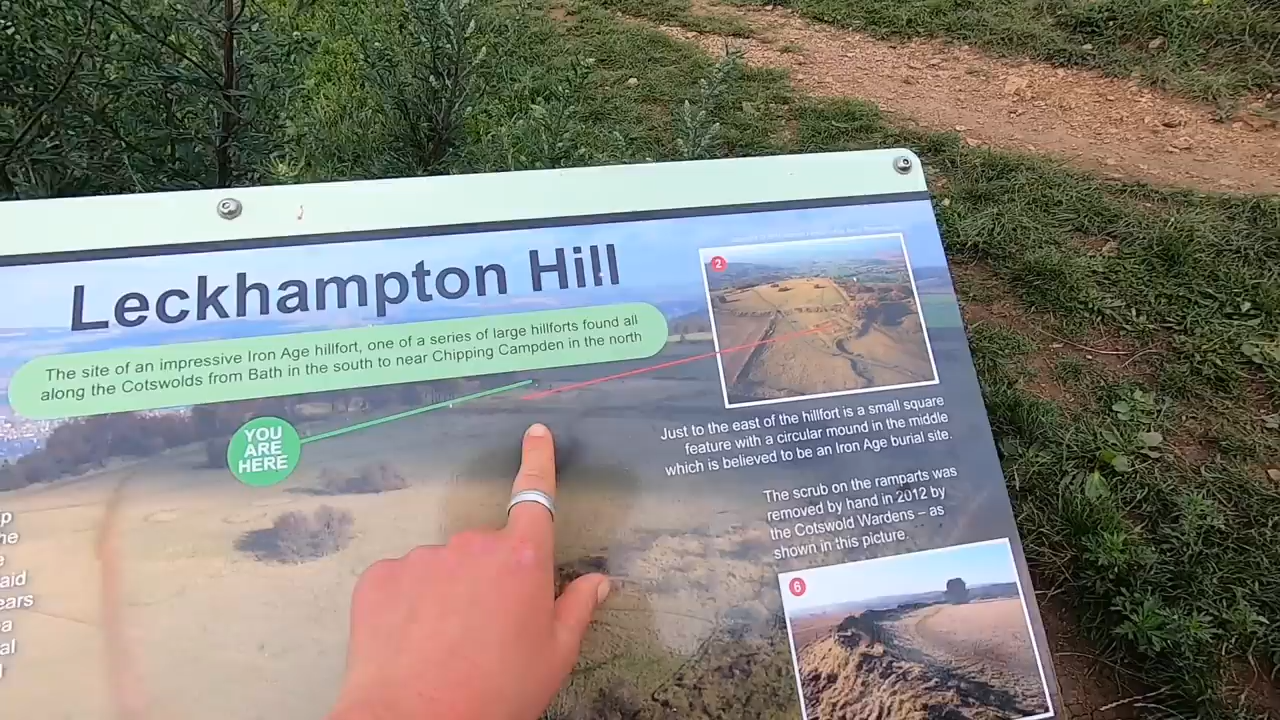 Leckhampton Hill
The site of an impressive Iron Age hillfort, one of a series of large hillforts found all
along the Cotswolds from Bath in the south to near Chipping Campden in the north
YOU
ARE
HERE
2
Just to the east of the hillfort is a small square
feature with a circular mound in the middle
which is believed to be an Iron Age burial site.
The scrub on the ramparts was
removed by hand in 2012 by
the Cotswold Wardens – as
shown in this picture.
6
p
he
e
aid
ears
a
al